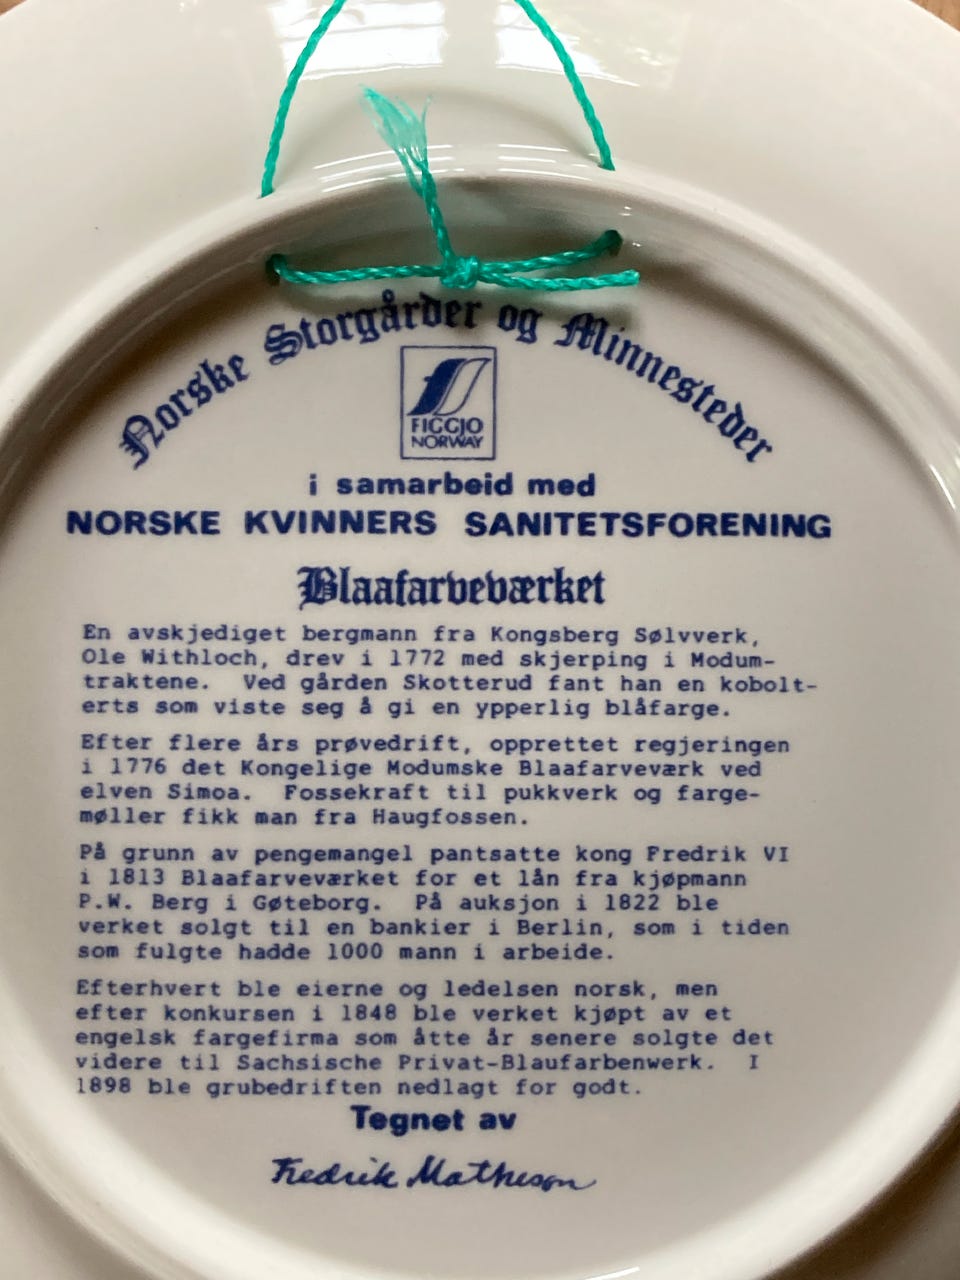 Norske Storgårder og Minnesteder
FIGGJO
NORWAY
i samarbeid med
NORSKE KVINNERS SANITETSFORENING
Blaafarveværket
En avskjediget bergmann fra Kongsberg Sølvverk,
Ole Withloch, drev i 1772 med skjerping i Modum-
traktene. Ved gården Skotterud fant han en kobolt-
erts som viste seg å gi en ypperlig blåfarge.
Efter flere års prøvedrift, opprettet regjeringen
i 1776 det Kongelige Modumske Blaafarveværk ved
elven Simoa. Fossekraft til pukkverk og farge-
møller fikk man fra Haugfossen.
På grunn av pengemangel pantsatte kong Fredrik VI
i 1813 Blaafarveværket for et lån fra kjøpmann
P.W. Berg i Gøteborg. På auksjon i 1822 ble
verket solgt til en bankier i Berlin, som i tiden
som fulgte hadde 1000 mann i arbeide.
Efterhvert ble eierne og ledelsen norsk, men
efter konkursen i 1848 ble verket kjøpt av et
engelsk fargefirma som åtte år senere solgte det
videre til Sachsische Privat-Blaufarbenwerk. I
1898 ble grubedriften nedlagt for godt.
Tegnet av
Fredrik Matheson